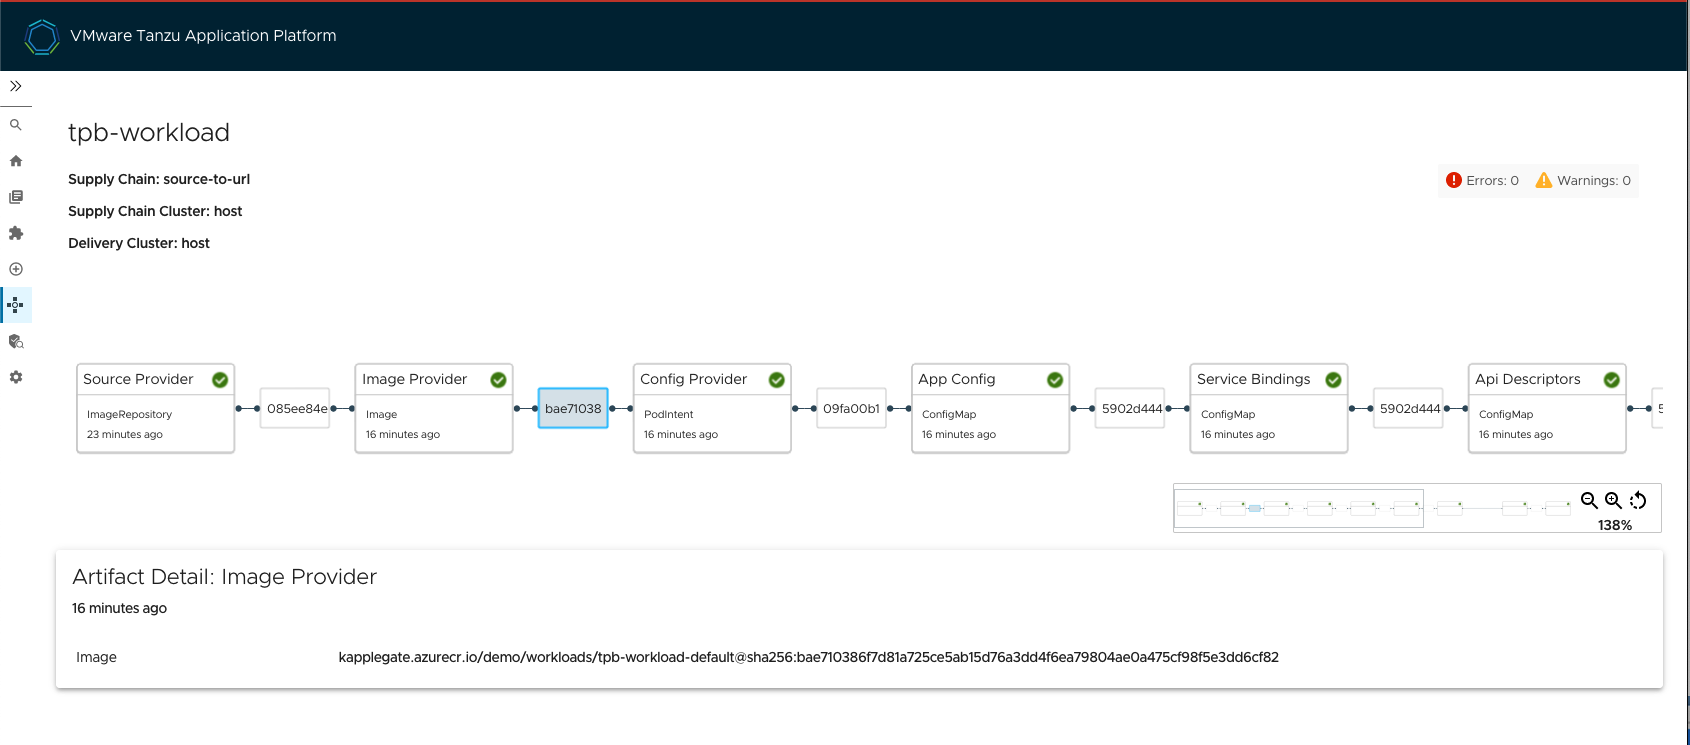 VMware Tanzu Application Platform
tpb-workload
Supply Chain: source-to-url
Supply Chain Cluster: host
Delivery Cluster: host
Errors: 0 Warnings: 0
Source Provider
ImageRepository
23 minutes ago
085ee84e
Image Provider
Image
16 minutes ago
bae71038
Config Provider
PodIntent
16 minutes ago
09fa00b1
App Config
ConfigMap
16 minutes ago
5902d444
Service Bindings
ConfigMap
16 minutes ago
5902d444
Api Descriptors
ConfigMap
16 minutes ago
5
138%
Artifact Detail: Image Provider
16 minutes ago
Image kapplegate.azurecr.io/demo/workloads/tpb-workload-default@sha256:bae710386f7d81a725ce5ab15d76a3dd4f6ea79804ae0a475cf98f5e3dd6cf82